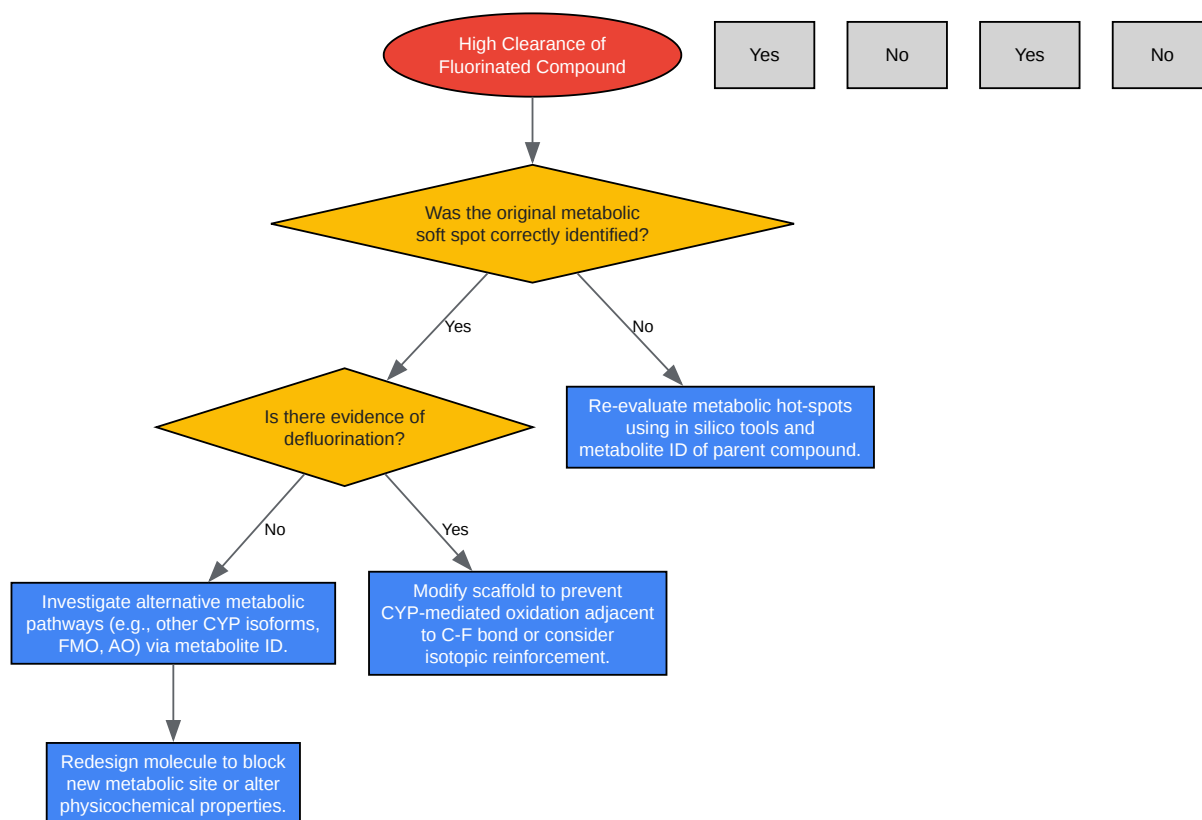 High Clearance of
Fluorinated Compound
Yes
No
Yes
No
Was the original metabolic
soft spot correctly identified?
Yes
No
Is there evidence of
defluorination?
Re-evaluate metabolic hot-spots
using in silico tools and
metabolite ID of parent compound.
No
Yes
Investigate alternative metabolic
pathways (e.g., other CYP isoforms,
FMO, AO) via metabolite ID.
Modify scaffold to prevent
CYP-mediated oxidation adjacent
to C-F bond or consider
isotopic reinforcement.
Redesign molecule to block
new metabolic site or alter
physicochemical properties.